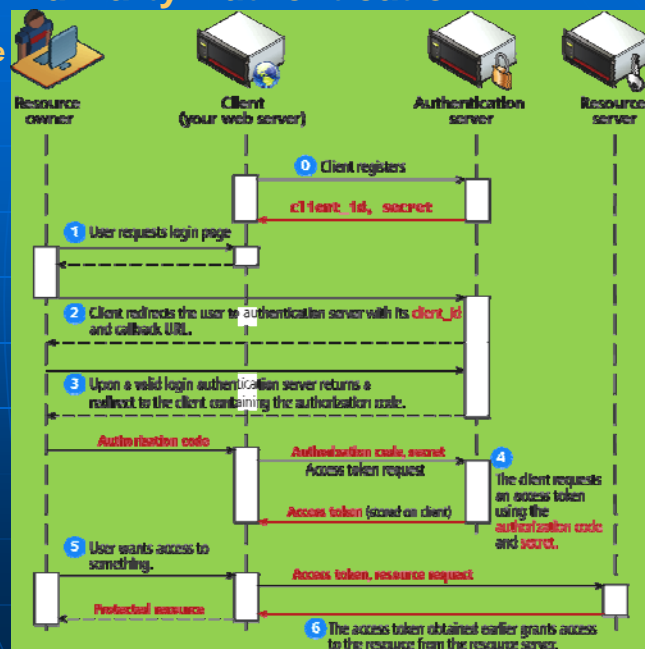 Resource
owner
Client
(your web server)
Authentication
server
Resource
server
0 Client registers
client_id, secret
1 User requests login page
2 Client redirects the user to authentication server with its client_id
and callback URL.
3 Upon a valid login authentication server returns a
redirect to the client containing the authorization code.
Authorization code
Authorization code, secret
Access token request
4
The client requests
an access token
using the
authorization code
and secret.
Access token (stored on client)
5 User wants access to
something.
Access token, resource request
Protected resource
6 The access token obtained earlier grants access
to the resource from the resource server.